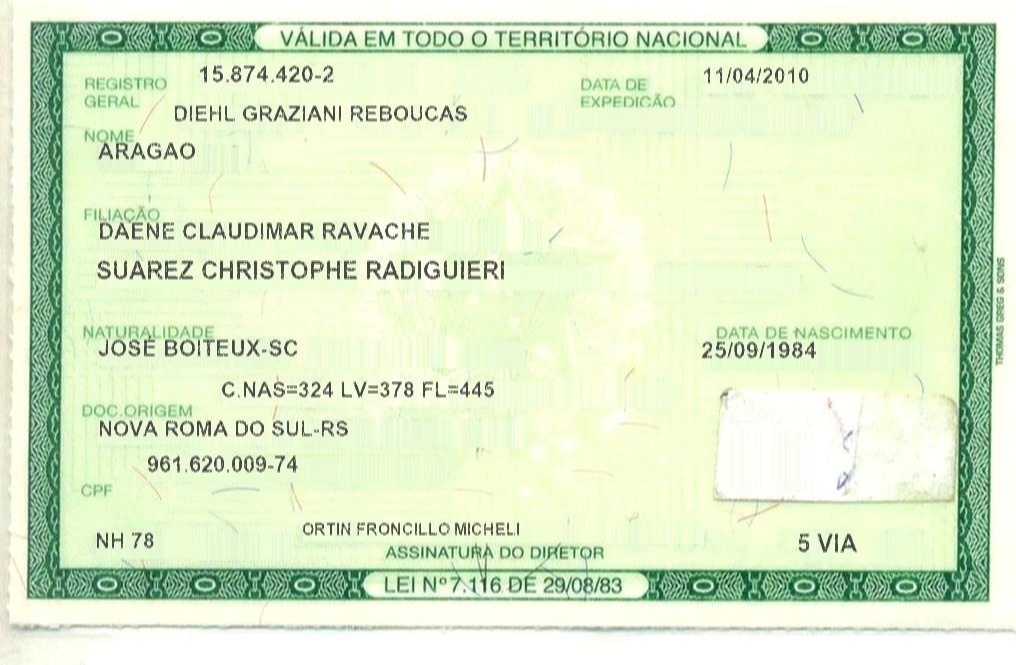 VÁLIDA EM TODO O TERRITÓRIO NACIONAL
REGISTRO GERAL 15.874.420-2 DATA DE EXPEDIÇÃO 11/04/2010
DIEHL GRAZIANI REBOUCAS
NOME
ARAGAO
FILIAÇÃO
DAENE CLAUDIMAR RAVACHE
SUAREZ CHRISTOPHE RADIGUIERI
NATURALIDADE DATA DE NASCIMENTO
JOSÉ BOITEUX-SC 25/09/1984
C.NAS=324 LV=378 FL=445
DOC.ORIGEM
NOVA ROMA DO SUL-RS
961.620.009-74
CPF
NH 78 ORTIN FRONCILLO MICHELI 5 VIA
ASSINATURA DO DIRETOR
LEI Nº 7.116 DE 29/08/83
THOMAS GREG & SONS